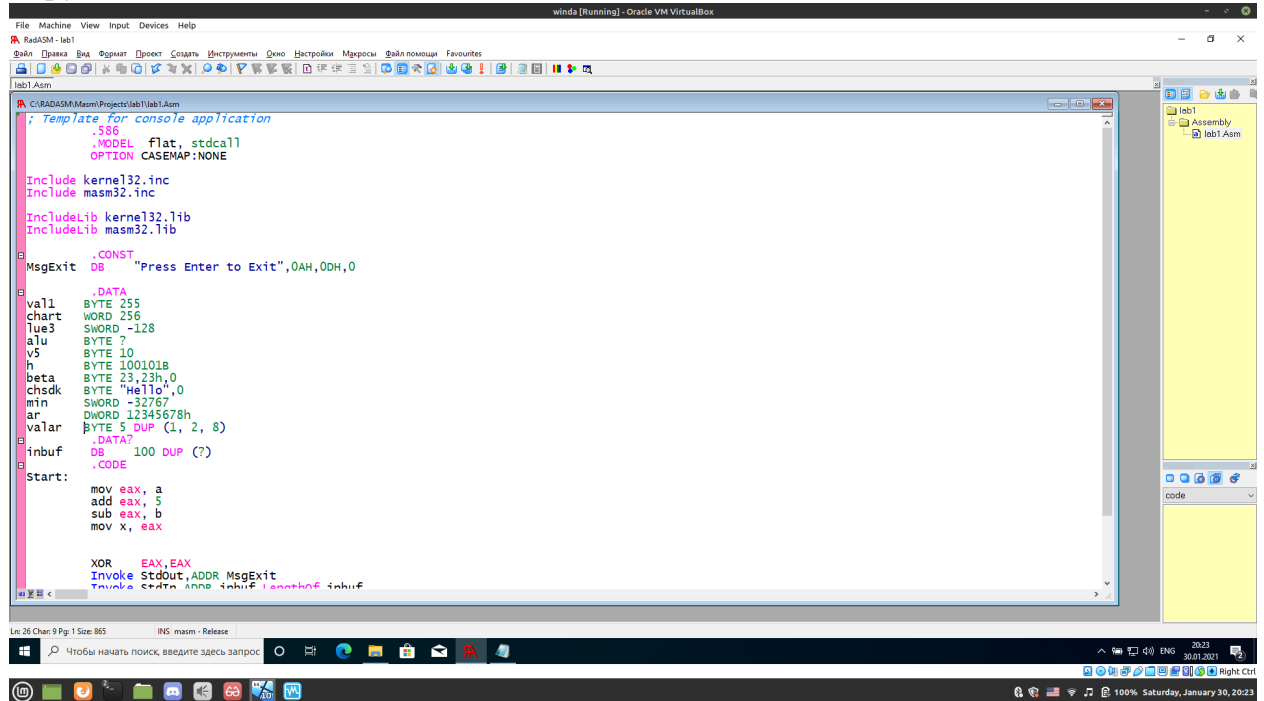 winda [Running] - Oracle VM VirtualBox
File Machine View Input Devices Help
RadASM - lab1
Файл Правка Вид Формат Проект Создать Инструменты Окно Настройки Макросы Файл помощи Favourites
lab1.Asm
C:\RADASM\Masm\Projects\lab1\lab1.Asm
; Template for console application
.586
.MODEL flat, stdcall
OPTION CASEMAP:NONE
Include kernel32.inc
Include masm32.inc
IncludeLib kernel32.lib
IncludeLib masm32.lib
.CONST
MsgExit DB "Press Enter to Exit",0AH,0DH,0
.DATA
val1 BYTE 255
chart WORD 256
lue3 SWORD -128
alu BYTE ?
v5 BYTE 10
h BYTE 100101B
beta BYTE 23,23h,0
chsdk BYTE "Hello",0
min SWORD -32767
ar DWORD 12345678h
valar BYTE 5 DUP (1, 2, 8)
.DATA?
inbuf DB 100 DUP (?)
.CODE
Start:
mov eax, a
add eax, 5
sub eax, b
mov x, eax
XOR EAX,EAX
Invoke StdOut,ADDR MsgExit
Invoke StdIn,ADDR inbuf,LengthOf inbuf
lab1
Assembly
lab1.Asm
code
Ln: 26 Char: 9 Pg: 1 Size: 865 INS masm - Release
Чтобы начать поиск, введите здесь запрос
ENG 20:23
30.01.2021
2
Right Ctrl
100% Saturday, January 30, 20:23